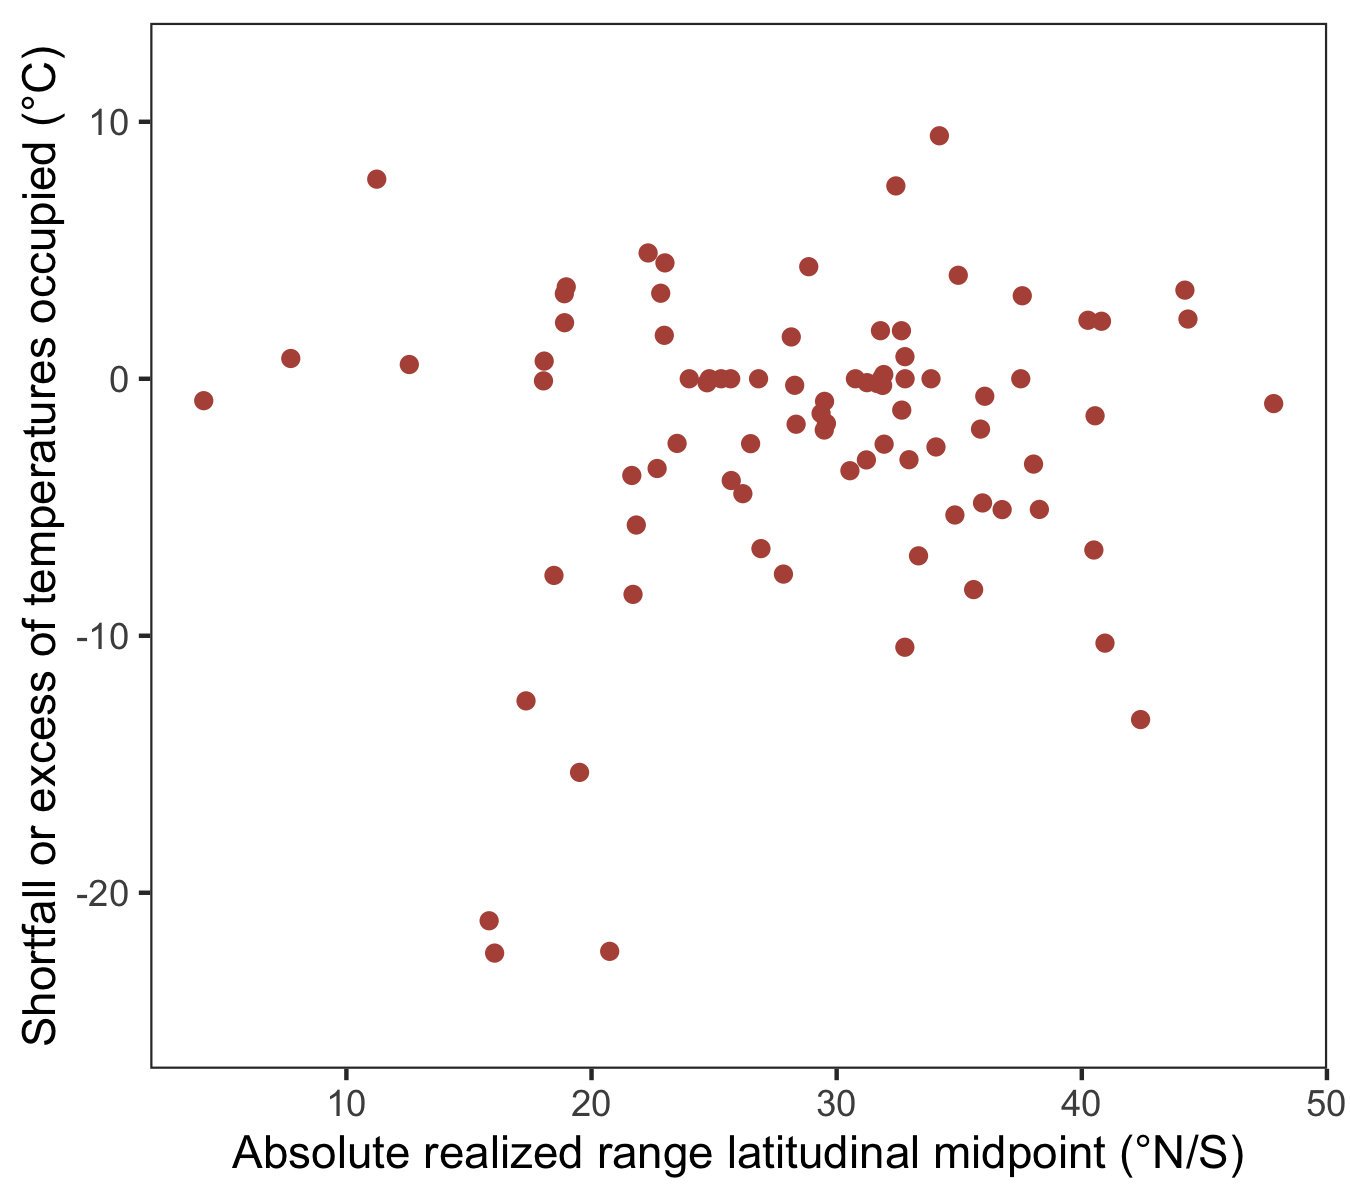 Shortfall or excess of temperatures occupied (°C)
10
0
-10
-20
10 20 30 40 50
Absolute realized range latitudinal midpoint (°N/S)